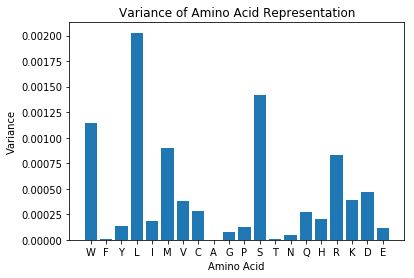 Variance of Amino Acid Representation
0.00200
0.00175
0.00150
0.00125
0.00100
0.00075
0.00050
0.00025
0.00000
Variance
W F Y L I M V C A G P S T N Q H R K D E
Amino Acid